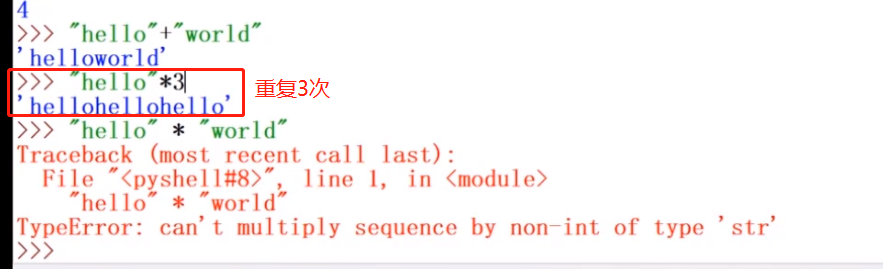 4
>>> "hello"+"world"
'helloworld'
>>> "hello"*3
'hellohellohello'
重复3次
>>> "hello" * "world"
Traceback (most recent call last):
  File "<pyshell#8>", line 1, in <module>
    "hello" * "world"
TypeError: can't multiply sequence by non-int of type 'str'
>>>